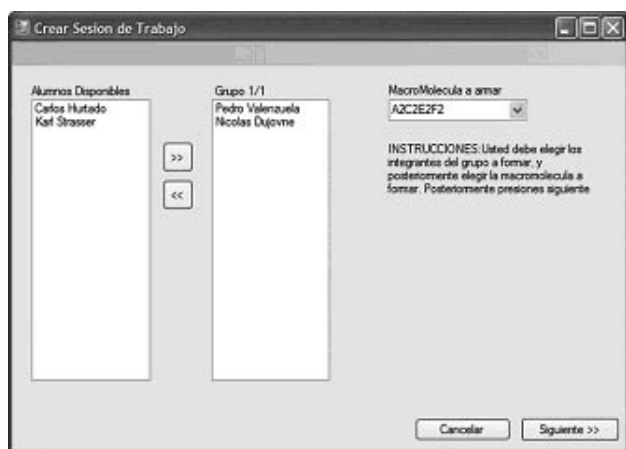 Crear Sesion de Trabajo
Alumnos Disponibles
Carlos Hurtado
Karl Strasser
>>
<<
Grupo 1/1
Pedro Valenzuela
Nicolas Dujovne
MacroMolecula a armar
A2C2E2F2
INSTRUCCIONES: Usted debe elegir los
integrantes del grupo a formar, y
posteriormente elegir la macromolecula a
formar. Posteriormente presiones siguiente
Cancelar
Siguiente >>